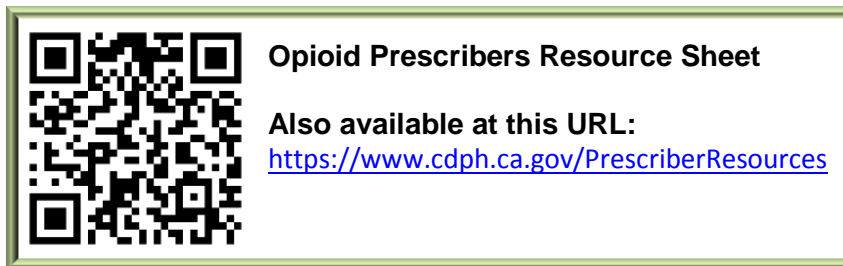 Opioid Prescribers Resource Sheet
Also available at this URL:
https://www.cdph.ca.gov/PrescriberResources